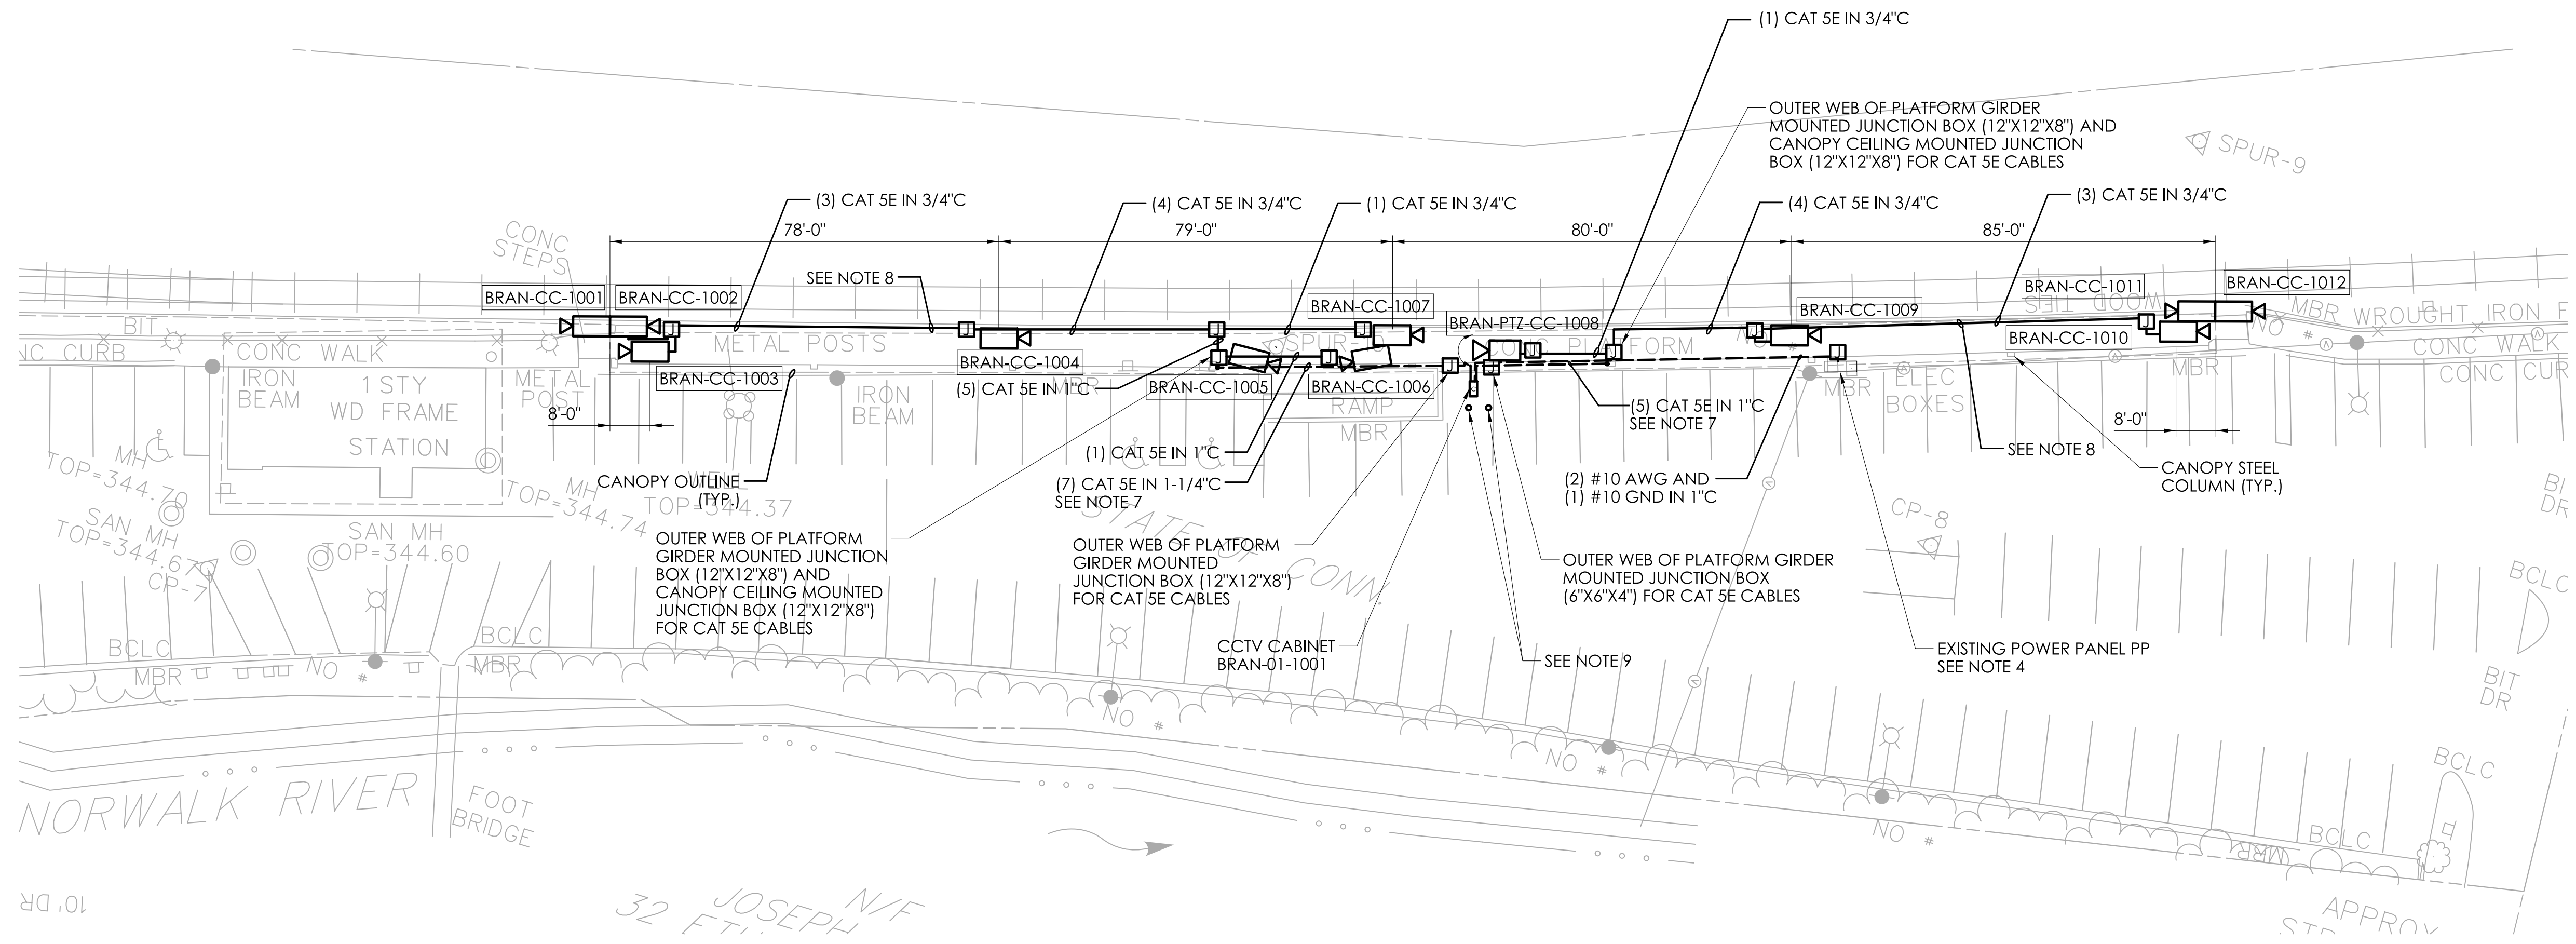 (1) CAT 5E IN 3/4"C
OUTER WEB OF PLATFORM GIRDER
MOUNTED JUNCTION BOX (12"X12"X8") AND
CANOPY CEILING MOUNTED JUNCTION
BOX (12"X12"X8") FOR CAT 5E CABLES
SPUR-9
(3) CAT 5E IN 3/4"C
(4) CAT 5E IN 3/4"C
(1) CAT 5E IN 3/4"C
(4) CAT 5E IN 3/4"C
(3) CAT 5E IN 3/4"C
78'-0"
79'-0"
80'-0"
85'-0"
CONC
STEPS
SEE NOTE 8
BRAN-CC-1001
BRAN-CC-1002
BRAN-CC-1007
BRAN-PTZ-CC-1008
BRAN-CC-1009
BRAN-CC-1011
BRAN-CC-1012
WOOD TIES
MBR
WROUGHT IRON F
NO #
BIT
NC CURB
CONC WALK
METAL POSTS
PLATFORM
BRAN-CC-1010
CONC WALK
CONC CUR
BRAN-CC-1003
BRAN-CC-1004
BRAN-CC-1005
BRAN-CC-1006
IRON
BEAM
1 STY
WD FRAME
STATION
METAL
POST
IRON
BEAM
(5) CAT 5E IN 1"C
MBR
RAMP
MBR
(5) CAT 5E IN 1"C
SEE NOTE 7
MBR
ELEC
BOXES
MBR
8'-0"
8'-0"
(1) CAT 5E IN 1"C
(7) CAT 5E IN 1-1/4"C
SEE NOTE 7
(2) #10 AWG AND
(1) #10 GND IN 1"C
SEE NOTE 8
CANOPY STEEL
COLUMN (TYP.)
CANOPY OUTLINE
(TYP.)
MH
TOP=344.70
MH
TOP=344.74
TOP=344.37
SAN MH
TOP=344.67
CP-7
SAN MH
TOP=344.60
STATE OF CONN.
CP-8
BI
DR
OUTER WEB OF PLATFORM
GIRDER MOUNTED JUNCTION
BOX (12"X12"X8") AND
CANOPY CEILING MOUNTED
JUNCTION BOX (12"X12"X8")
FOR CAT 5E CABLES
OUTER WEB OF PLATFORM
GIRDER MOUNTED
JUNCTION BOX (12"X12"X8")
FOR CAT 5E CABLES
OUTER WEB OF PLATFORM GIRDER
MOUNTED JUNCTION BOX
(6"X6"X4") FOR CAT 5E CABLES
CCTV CABINET
BRAN-01-1001
SEE NOTE 9
EXISTING POWER PANEL PP
SEE NOTE 4
BCLC
BCLC
MBR
NO #
BCLC
MBR
BIT
DR
NO #
NO #
NO #
BCLC
BCLC
MBR
NORWALK RIVER
FOOT
BRIDGE
10' DR
N/F
JOSEPH
32
APPROX